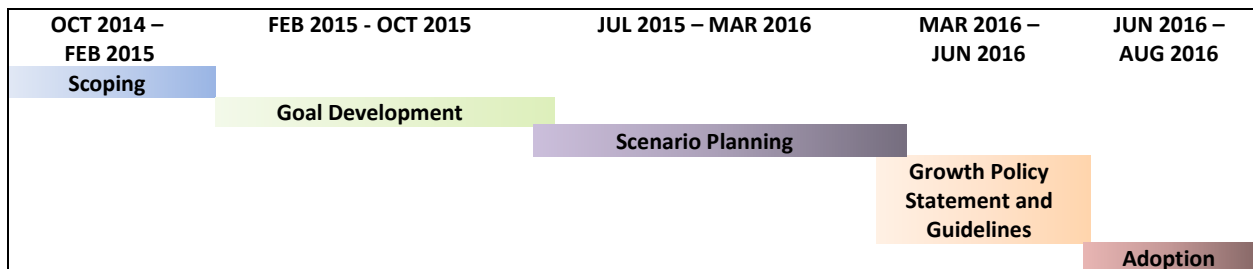 OCT 2014 –
FEB 2015
FEB 2015 - OCT 2015
JUL 2015 – MAR 2016
MAR 2016 –
JUN 2016
JUN 2016 –
AUG 2016
Scoping
Goal Development
Scenario Planning
Growth Policy
Statement and
Guidelines
Adoption